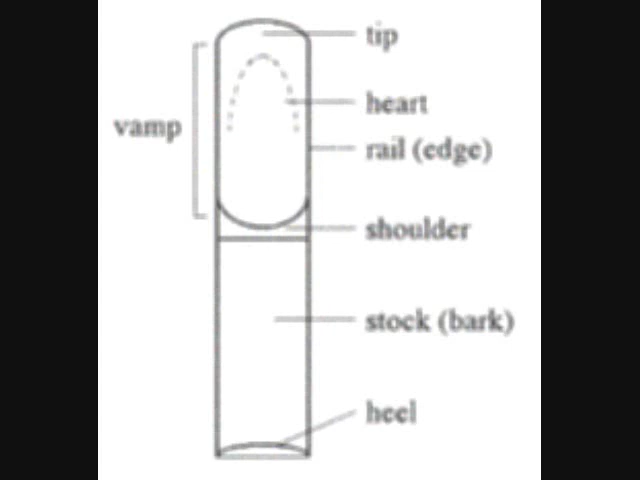 tip
heart
vamp
rail (edge)
shoulder
stock (bark)
heel